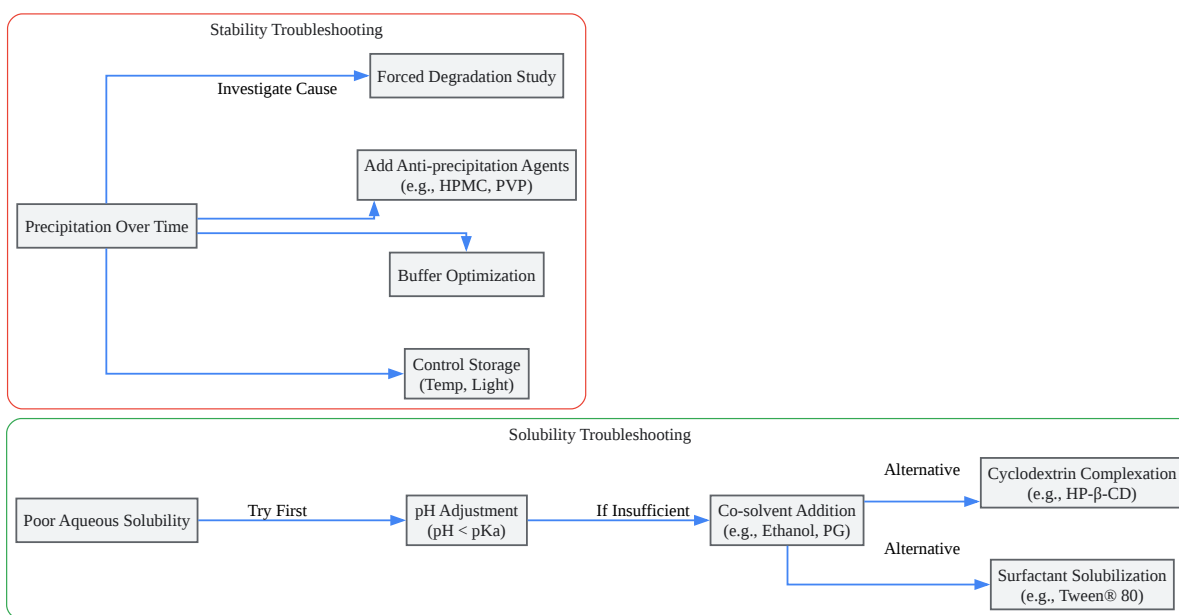 Stability Troubleshooting
Forced Degradation Study
Investigate Cause
Add Anti-precipitation Agents
(e.g., HPMC, PVP)
Precipitation Over Time
Buffer Optimization
Control Storage
(Temp, Light)
Solubility Troubleshooting
Poor Aqueous Solubility
Try First
pH Adjustment
(pH < pKa)
If Insufficient
Co-solvent Addition
(e.g., Ethanol, PG)
Alternative
Cyclodextrin Complexation
(e.g., HP-β-CD)
Alternative
Surfactant Solubilization
(e.g., Tween® 80)